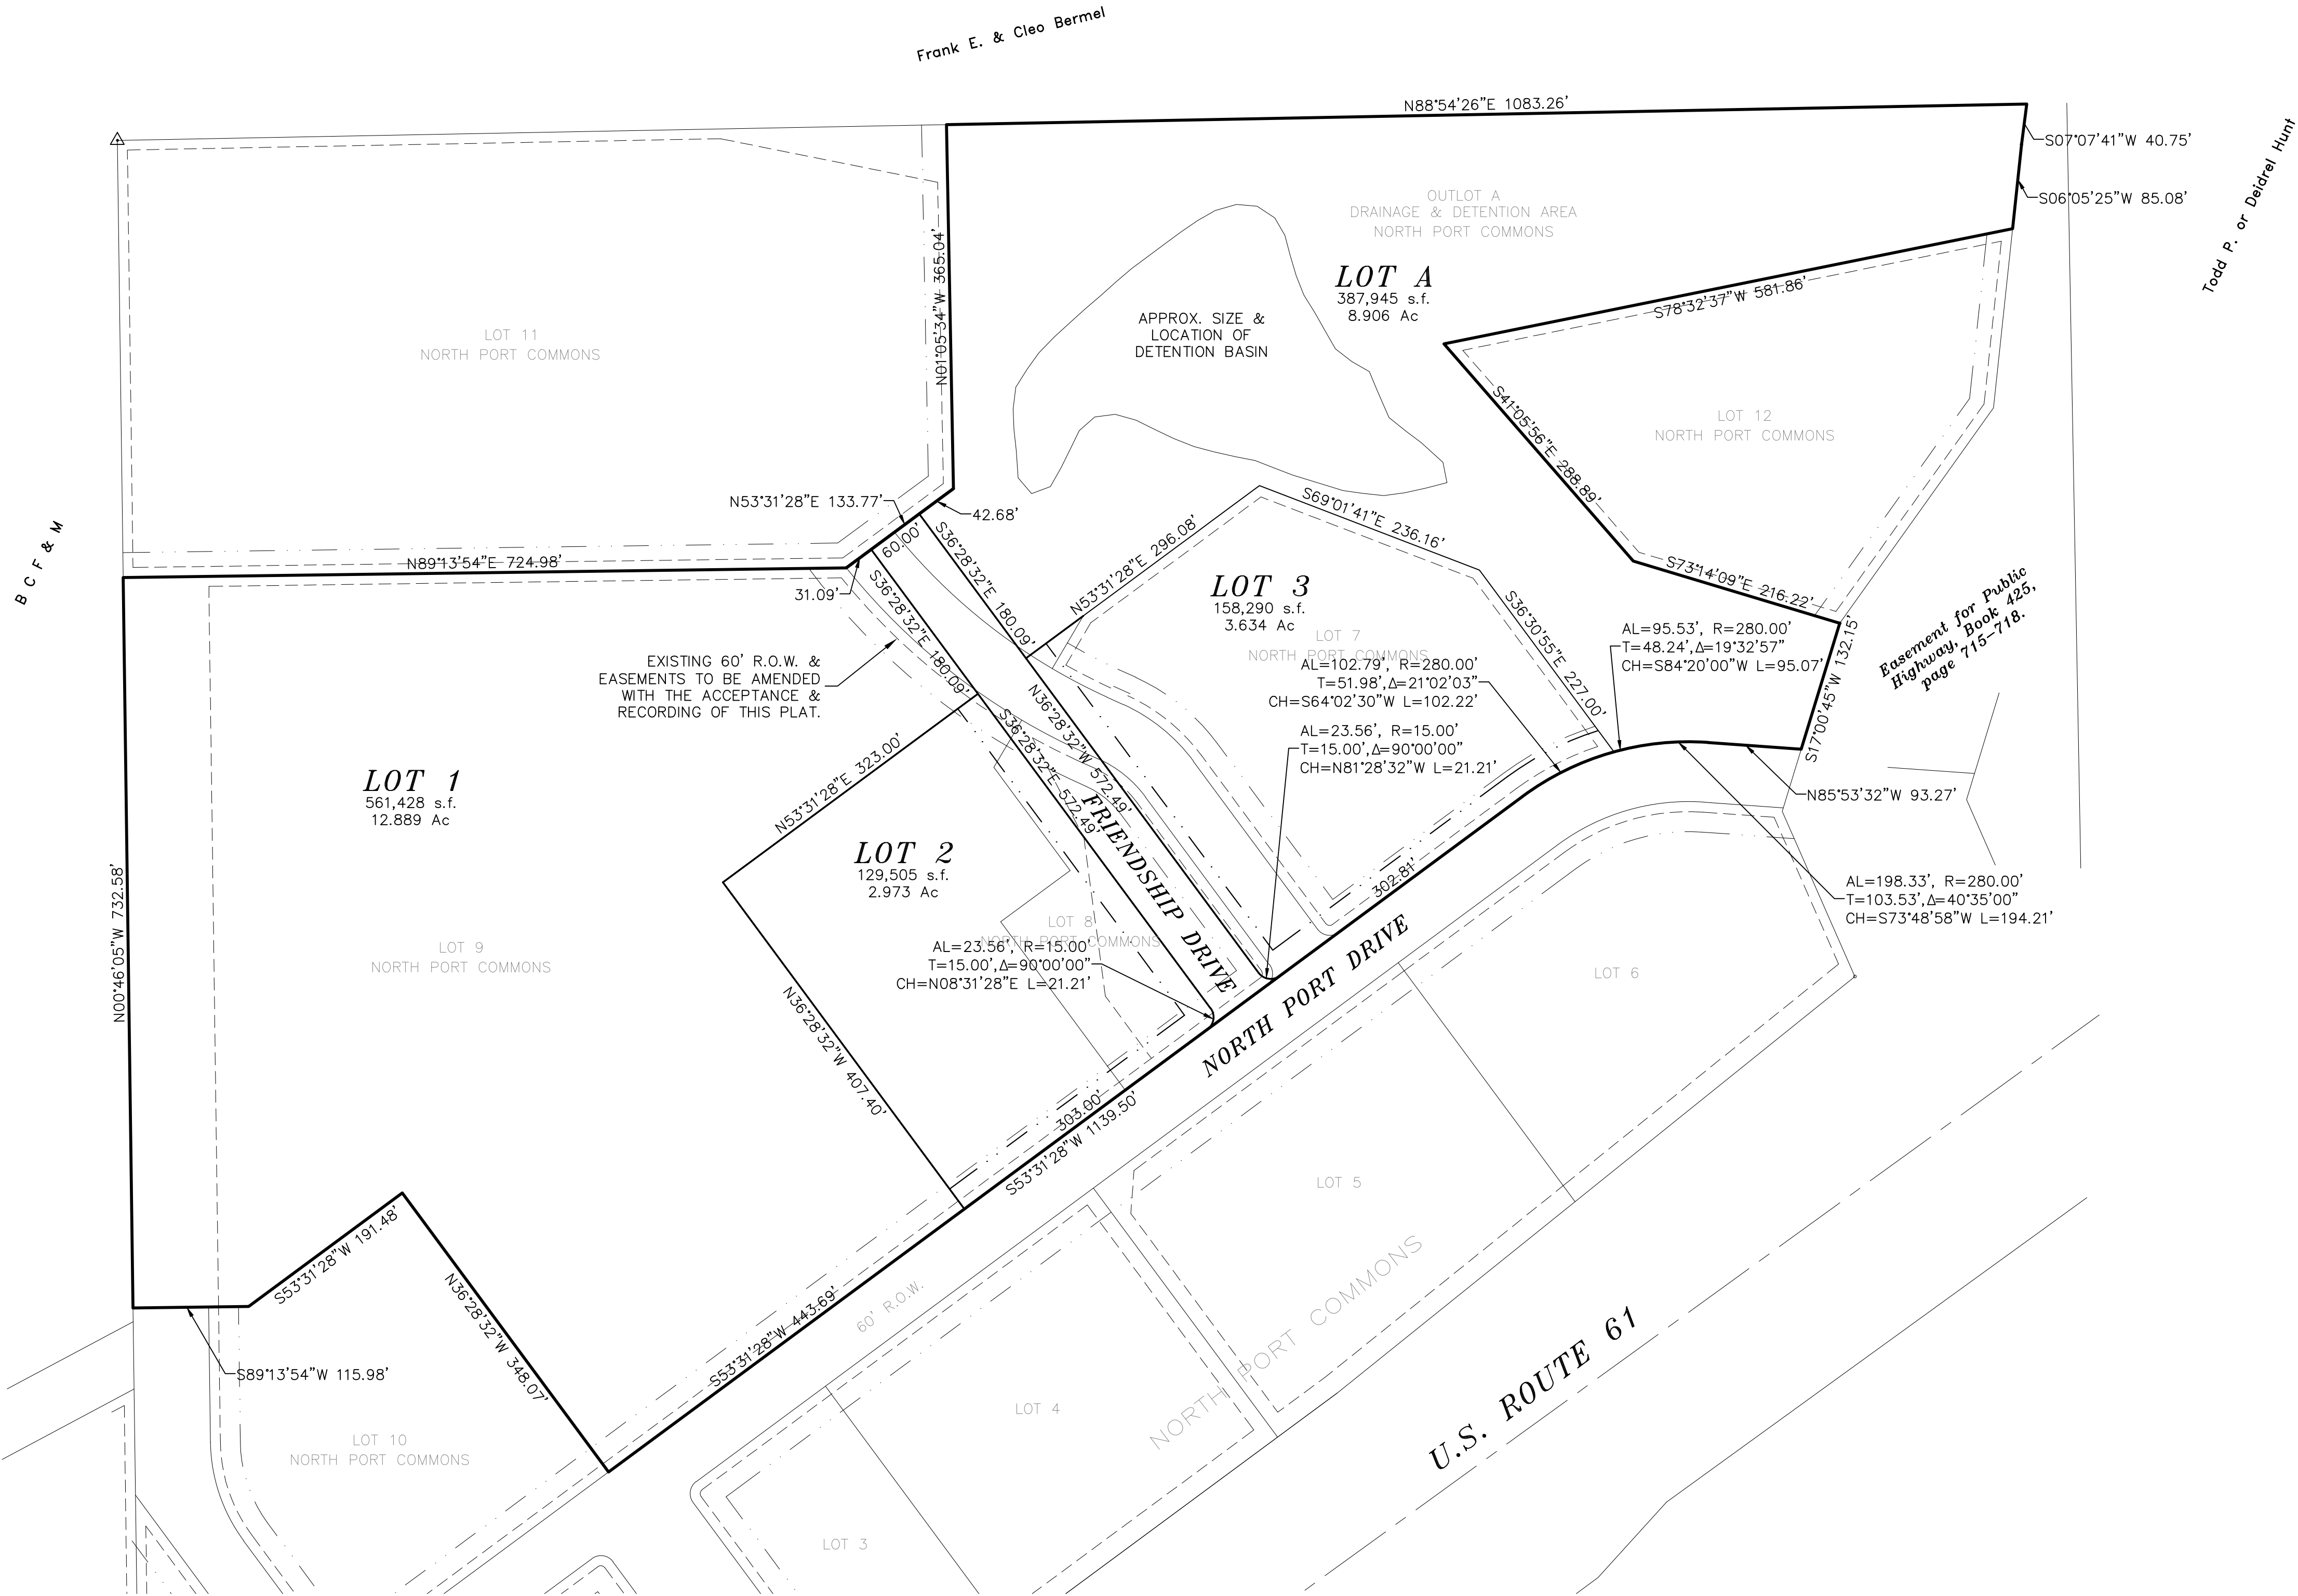 Frank E. & Cleo Bermel
N88°54'26"E 1083.26'
S07°07'41"W 40.75'
S06°05'25"W 85.08'
Todd P. or Deidrel Hunt
OUTLOT A
DRAINAGE & DETENTION AREA
NORTH PORT COMMONS
LOT A
387,945 s.f.
8.906 Ac
N01°05'34"W 365.04'
APPROX. SIZE &
LOCATION OF
DETENTION BASIN
S78°32'37"W 581.86'
LOT 11
NORTH PORT COMMONS
LOT 12
NORTH PORT COMMONS
S41°05'56"E 288.89'
N53°31'28"E 133.77'
42.68'
60.00'
S69°01'41"E 236.16'
N53°31'28"E 296.08'
S36°28'32"E 180.09'
B C F & M
N89°13'54"E 724.98'
31.09'
S36°28'32"E 180.09'
LOT 3
158,290 s.f.
3.634 Ac
LOT 7
NORTH PORT COMMONS
S36°30'55"E 227.00'
S73°14'09"E 216.22'
Easement for Public
Highway, Book 425,
page 715-718.
AL=95.53', R=280.00'
T=48.24',Δ=19°32'57"
CH=S84°20'00"W L=95.07'
S17°00'45"W 132.15'
EXISTING 60' R.O.W. &
EASEMENTS TO BE AMENDED
WITH THE ACCEPTANCE &
RECORDING OF THIS PLAT.
AL=102.79', R=280.00'
T=51.98',Δ=21°02'03"
CH=S64°02'30"W L=102.22'
AL=23.56', R=15.00'
T=15.00',Δ=90°00'00"
CH=N81°28'32"W L=21.21'
N36°28'32"W 572.49'
S36°28'32"E 572.49'
FRIENDSHIP DRIVE
N85°53'32"W 93.27'
LOT 1
561,428 s.f.
12.889 Ac
N53°31'28"E 323.00'
LOT 2
129,505 s.f.
2.973 Ac
302.81'
AL=198.33', R=280.00'
T=103.53',Δ=40°35'00"
CH=S73°48'58"W L=194.21'
N00°46'05"W 732.58'
LOT 9
NORTH PORT COMMONS
LOT 8
NORTH PORT COMMONS
AL=23.56', R=15.00'
T=15.00',Δ=90°00'00"
CH=N08°31'28"E L=21.21'
NORTH PORT DRIVE
LOT 6
N36°28'32"W 407.40'
303.00'
S53°31'28"W 1139.50'
LOT 5
S53°31'28"W 191.48'
N36°28'32"W 348.07'
S53°31'28"W 443.69'
60' R.O.W.
NORTH PORT COMMONS
S89°13'54"W 115.98'
LOT 4
U.S. ROUTE 61
LOT 10
NORTH PORT COMMONS
LOT 3